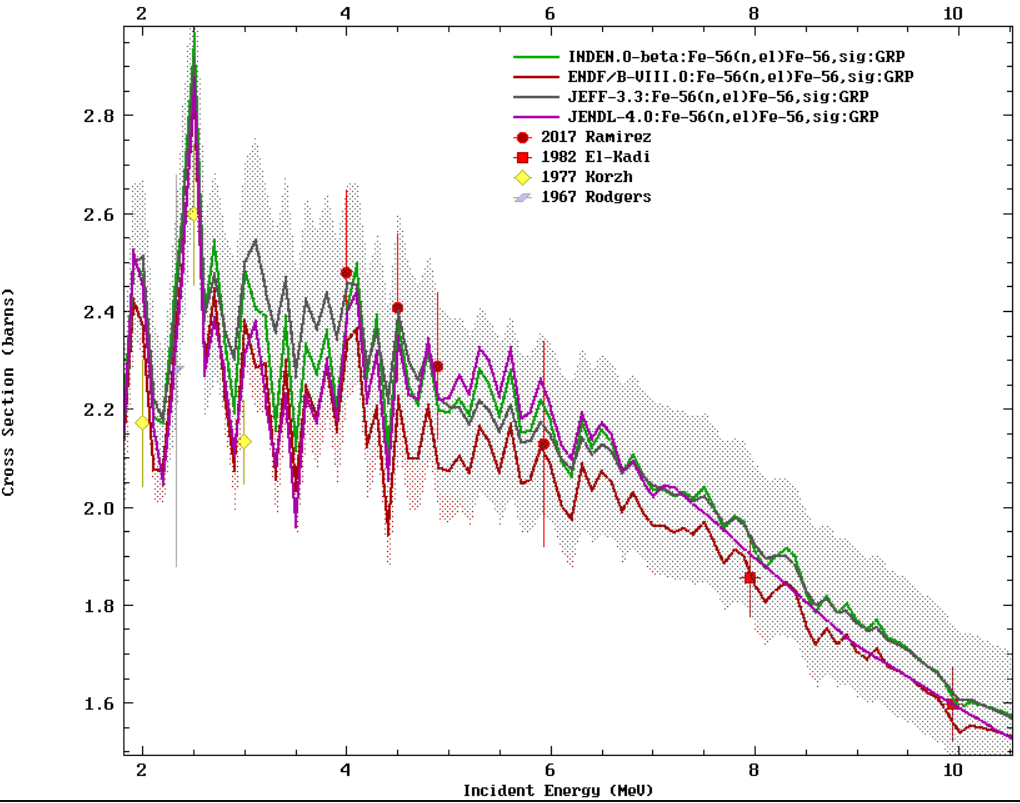 2 4 6 8 10
INDEN.0-beta:Fe-56(n,el)Fe-56,sig:GRP
ENDF/B-VIII.0:Fe-56(n,el)Fe-56,sig:GRP
JEFF-3.3:Fe-56(n,el)Fe-56,sig:GRP
JENDL-4.0:Fe-56(n,el)Fe-56,sig:GRP
2017 Ramirez
1982 El-Kadi
1977 Korzh
1967 Rodgers
2.8
2.6
2.4
2.2
2.0
1.8
1.6
Cross Section (barns)
2 4 6 8 10
Incident Energy (MeV)